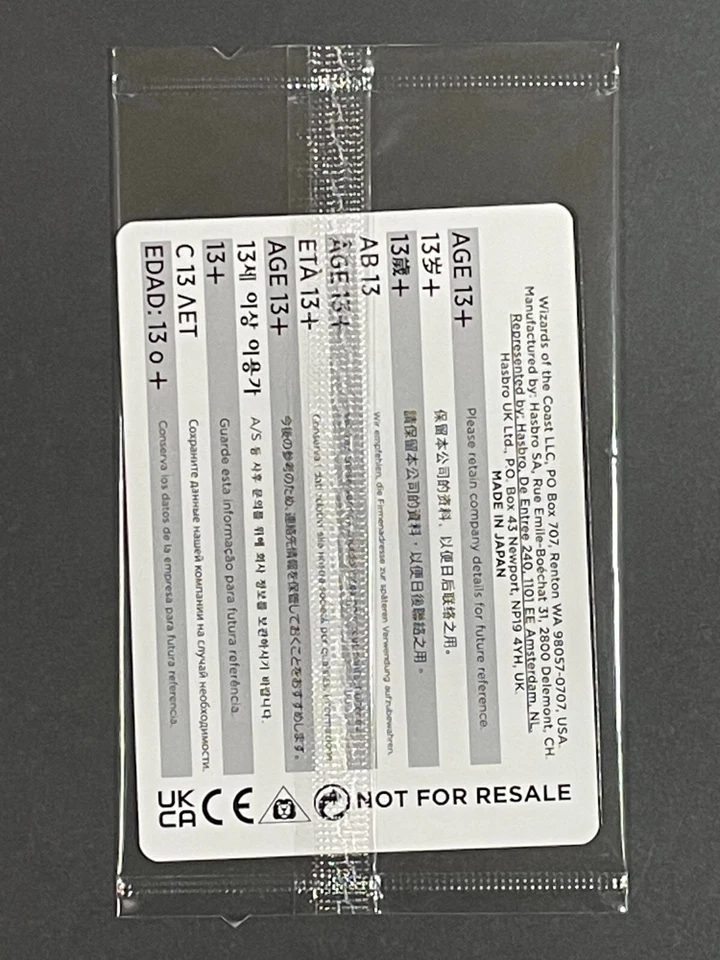 Wizards of the Coast LLC, PO Box 707, Renton WA 98057-0707, USA.
Manufactured by: Hasbro SA, Rue Emile-Boéchat 31, 2800 Delemont, CH.
Represented by: Hasbro, De Entree 240, 1101 EE Amsterdam, NL.
Hasbro UK Ltd., P.O. Box 43 Newport, NP19 4YH, UK.
MADE IN JAPAN
AGE 13+ Please retain company details for future reference.
13岁+ 保留本公司的资料，以便日后联络之用。
13歲+ 請保留本公司的資料，以便日後聯絡之用。
AB 13 Wir empfehlen, die Firmenadresse zur späteren Verwendung aufzubewahren.
AGE 13+
ETÀ 13+ Conserva
AGE 13+ 今後の参考のため、連絡先情報を保管しておくことをおすすめします。
13세 이상 이용가 A/S 등 사후 문의를 위해 회사 정보를 보관하시기 바랍니다.
13+ Guarde esta informação para futura referência.
С 13 ЛЕТ Сохраните данные нашей компании на случай необходимости.
EDAD: 13 o + Conserva los datos de la empresa para futura referencia.
NOT FOR RESALE
CE
UK
CA